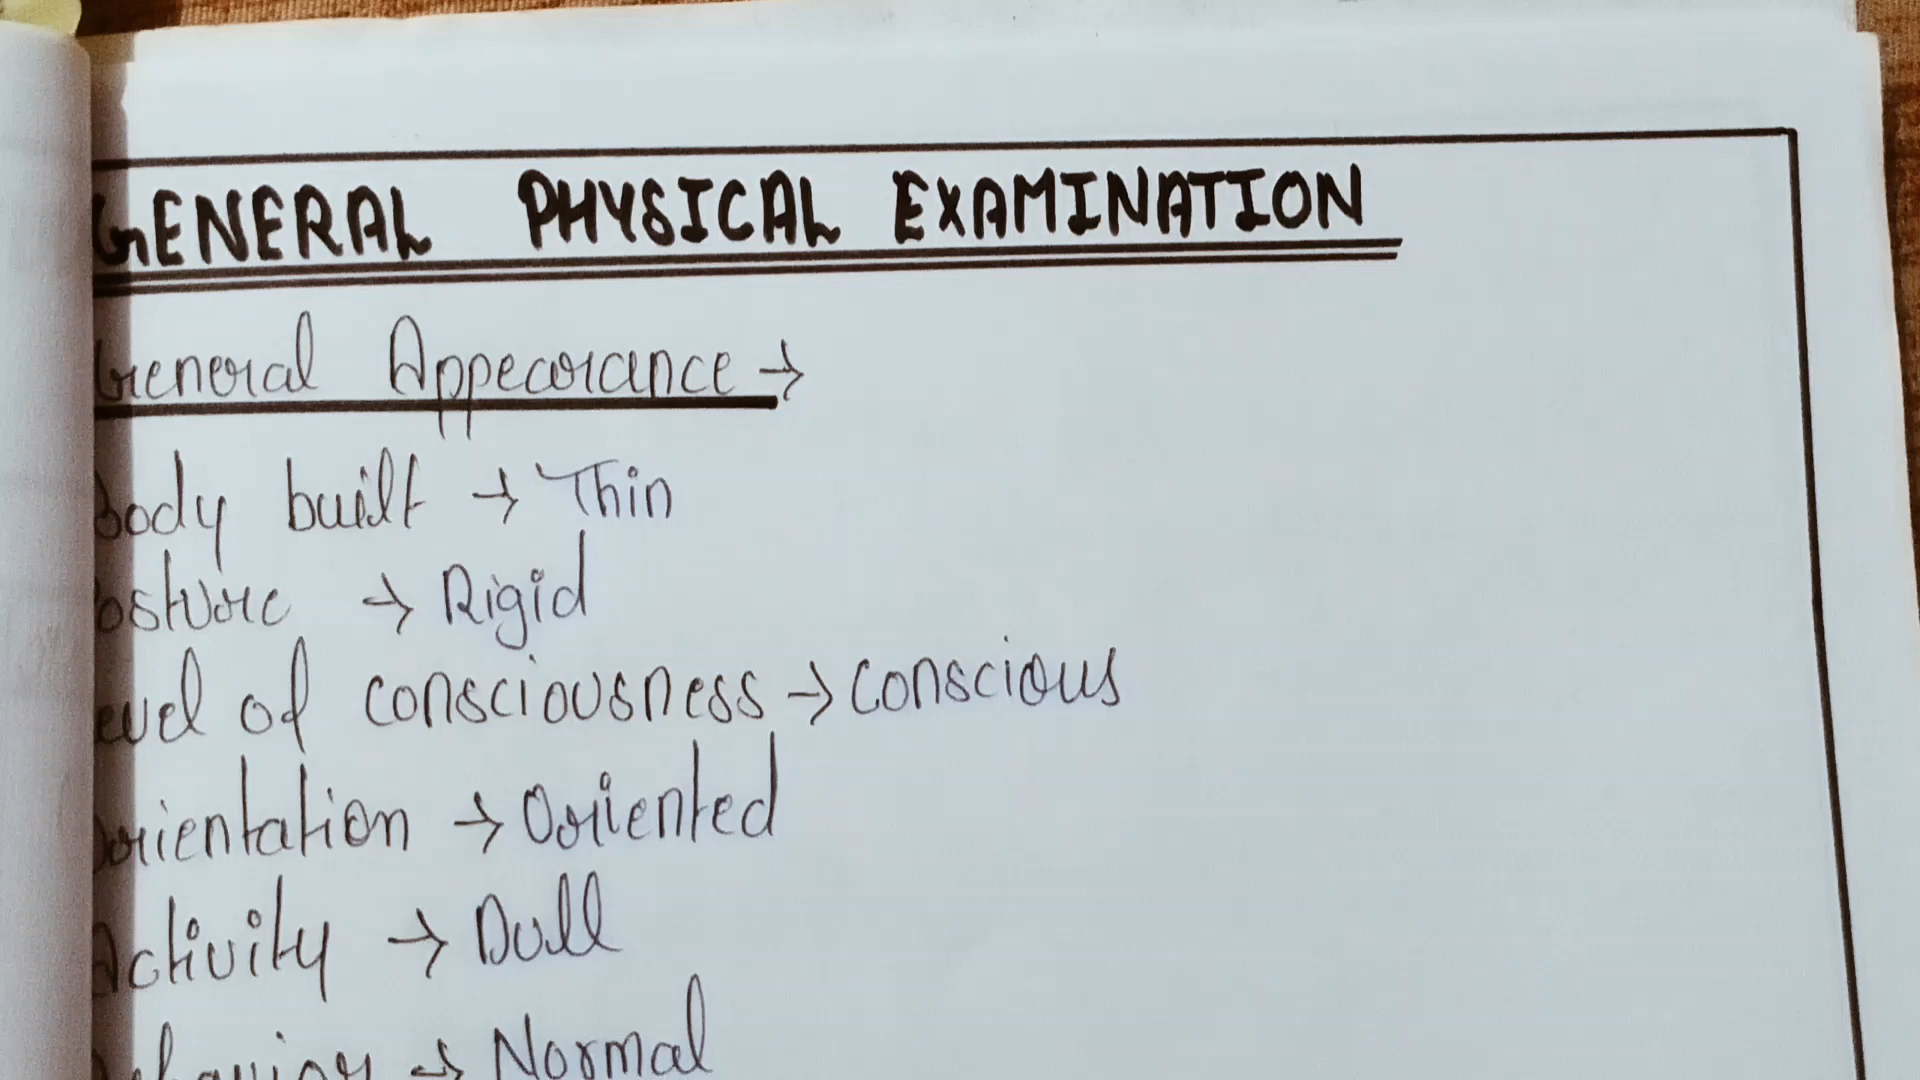 GENERAL PHYSICAL EXAMINATION
General Appearance →
Body built → Thin
Posture → Rigid
Level of consciousness → Conscious
Orientation → Oriented
Activity → Dull
Behaviour → Normal